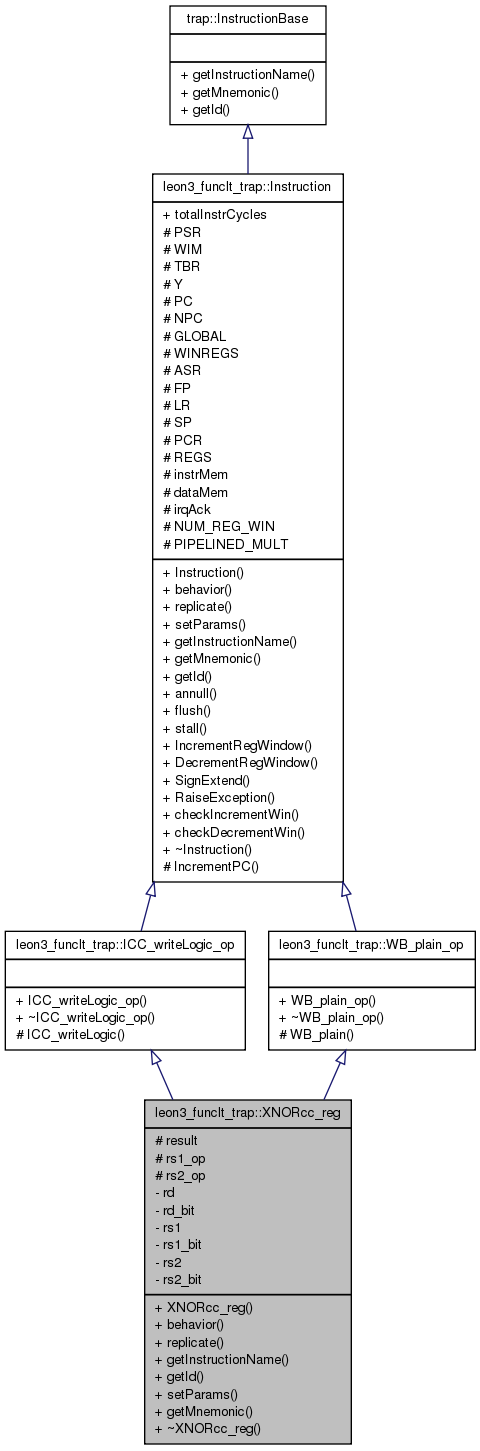 trap::InstructionBase
+ getInstructionName()
+ getMnemonic()
+ getId()
leon3_funclt_trap::Instruction
+ totalInstrCycles
# PSR
# WIM
# TBR
# Y
# PC
# NPC
# GLOBAL
# WINREGS
# ASR
# FP
# LR
# SP
# PCR
# REGS
# instrMem
# dataMem
# irqAck
# NUM_REG_WIN
# PIPELINED_MULT
+ Instruction()
+ behavior()
+ replicate()
+ setParams()
+ getInstructionName()
+ getMnemonic()
+ getId()
+ annull()
+ flush()
+ stall()
+ IncrementRegWindow()
+ DecrementRegWindow()
+ SignExtend()
+ RaiseException()
+ checkIncrementWin()
+ checkDecrementWin()
+ ~Instruction()
# IncrementPC()
leon3_funclt_trap::ICC_writeLogic_op
+ ICC_writeLogic_op()
+ ~ICC_writeLogic_op()
# ICC_writeLogic()
leon3_funclt_trap::WB_plain_op
+ WB_plain_op()
+ ~WB_plain_op()
# WB_plain()
leon3_funclt_trap::XNORcc_reg
# result
# rs1_op
# rs2_op
- rd
- rd_bit
- rs1
- rs1_bit
- rs2
- rs2_bit
+ XNORcc_reg()
+ behavior()
+ replicate()
+ getInstructionName()
+ getId()
+ setParams()
+ getMnemonic()
+ ~XNORcc_reg()